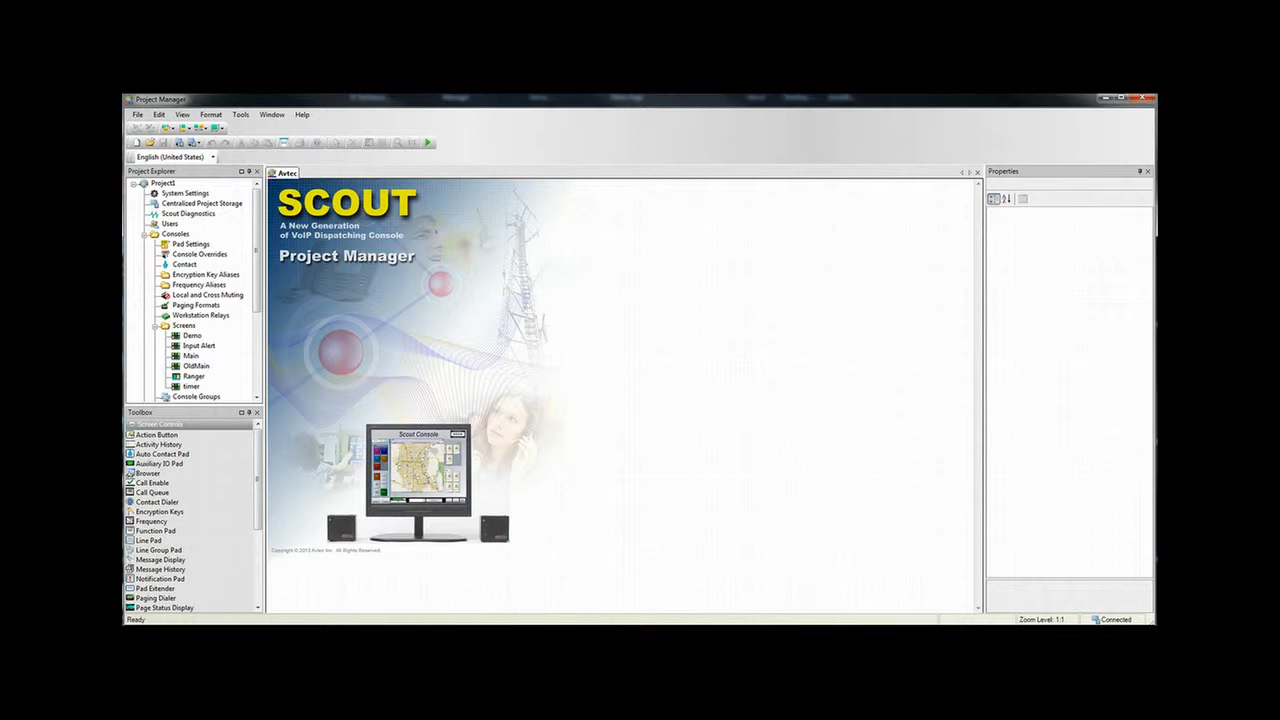 Project Manager
File Edit View Format Tools Window Help
English (United States)
Project Explorer
Project1
System Settings
Centralized Project Storage
Scout Diagnostics
Users
Consoles
Pad Settings
Console Overrides
Contact
Encryption Key Aliases
Frequency Aliases
Local and Cross Muting
Paging Formats
Workstation Relays
Screens
Demo
Input Alert
Main
OldMain
Ranger
timer
Console Groups
Toolbox
Screen Controls
Action Button
Activity History
Auto Contact Pad
Auxiliary IO Pad
Browser
Call Enable
Call Queue
Contact Dialer
Encryption Keys
Frequency
Function Pad
Line Pad
Line Group Pad
Message Display
Message History
Notification Pad
Pad Extender
Paging Dialer
Page Status Display
Ready
Avtec
SCOUT
A New Generation
of VoIP Dispatching Console
Project Manager
Scout Console
Copyright © 2013 Avtec Inc. All Rights Reserved.
Properties
Zoom Level: 1:1
Connected